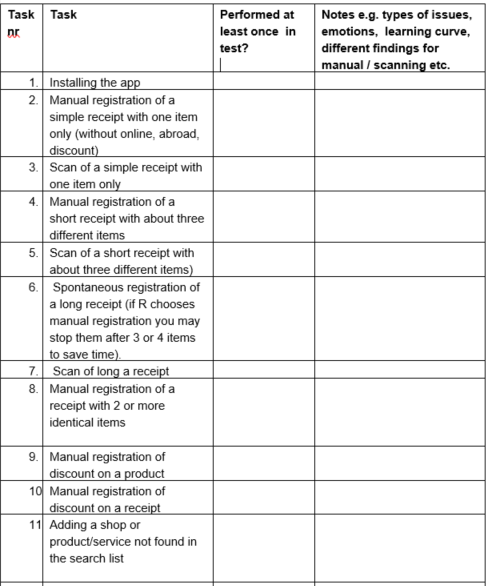 Task Task Performed at Notes e.g. types of issues,
nr least once in emotions, learning curve,
test? different findings for
manual / scanning etc.
1. Installing the app
2. Manual registration of a
simple receipt with one item
only (without online, abroad,
discount)
3. Scan of a simple receipt with
one item only
4. Manual registration of a
short receipt with about three
different items
5. Scan of a short receipt with
about three different items)
6. Spontaneous registration of
a long receipt (if R chooses
manual registration you may
stop them after 3 or 4 items
to save time).
7. Scan of long a receipt
8. Manual registration of a
receipt with 2 or more
identical items
9. Manual registration of
discount on a product
10 Manual registration of
discount on a receipt
11 Adding a shop or
product/service not found in
the search list